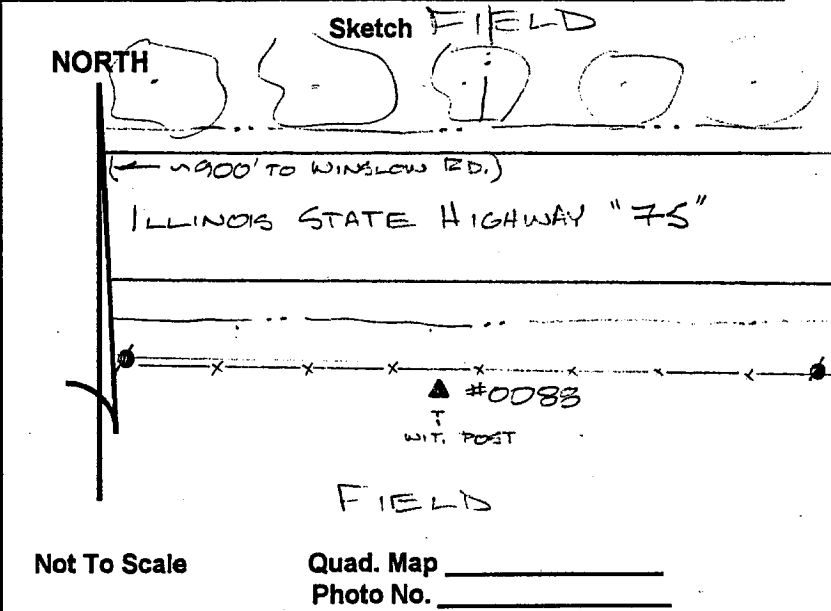 Sketch FIELD
NORTH
(← ~900' TO WINSLOW RD.)
ILLINOIS STATE HIGHWAY "75"
#0088
WIT. POST
FIELD
Not To Scale
Quad. Map
Photo No.